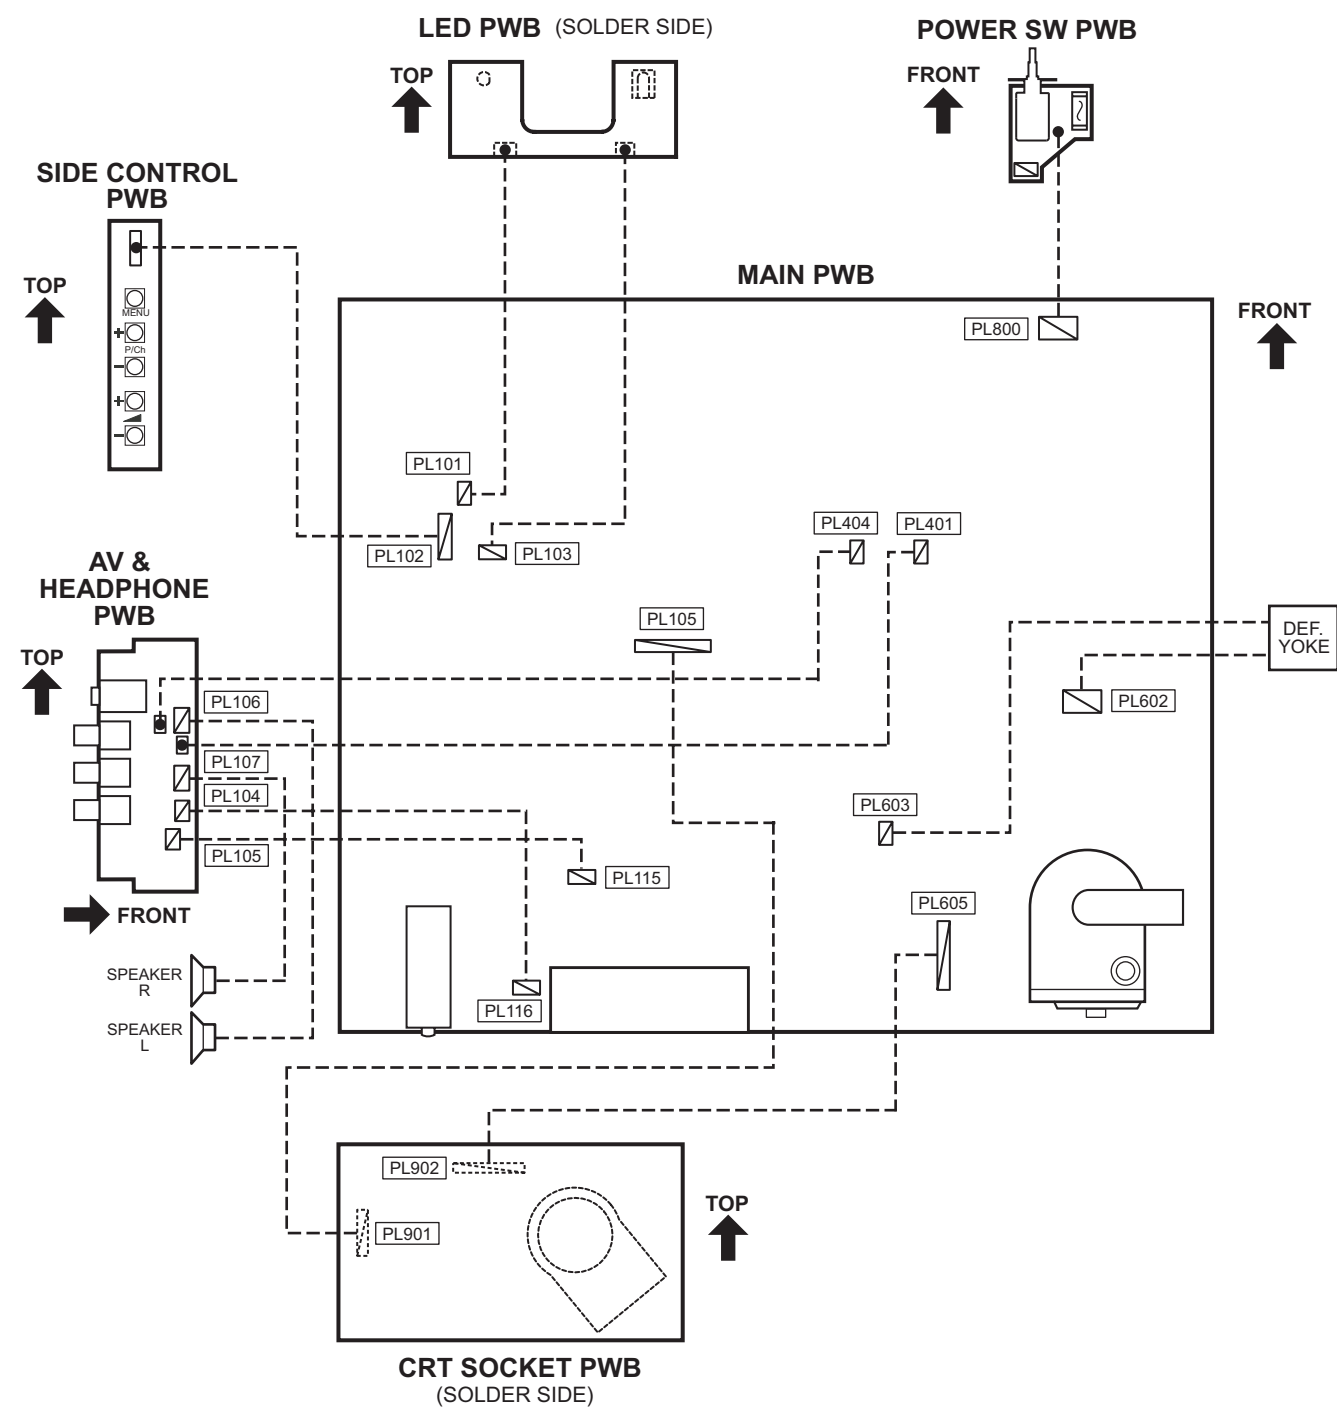 LED PWB (SOLDER SIDE)
POWER SW PWB
TOP
FRONT
SIDE CONTROL
PWB
TOP
MENU
+
P/Ch
−
+
−
MAIN PWB
FRONT
PL800
PL101
PL102
PL103
PL404
PL401
AV &
HEADPHONE
PWB
TOP
PL105
DEF.
YOKE
PL602
PL106
PL107
PL104
PL105
PL603
PL115
PL605
FRONT
SPEAKER
R
SPEAKER
L
PL116
PL902
PL901
TOP
CRT SOCKET PWB
(SOLDER SIDE)